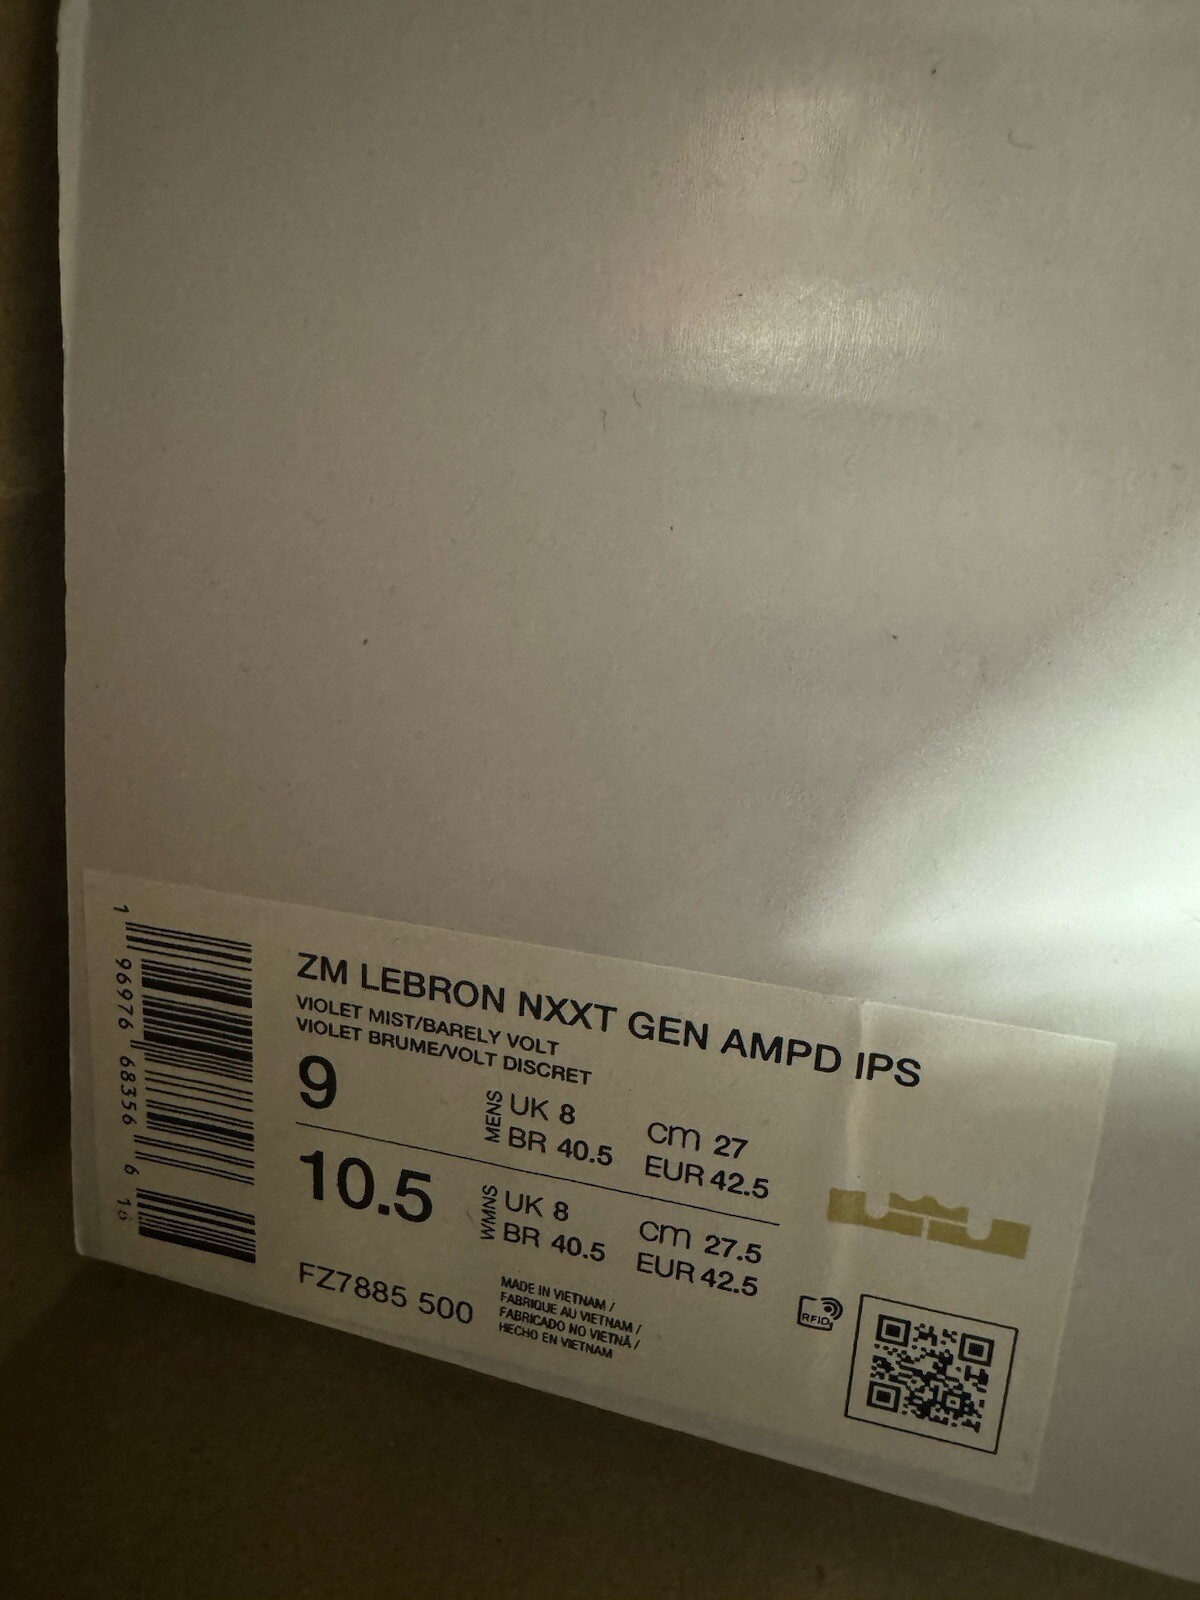 1 96976 68356 6 16
ZM LEBRON NXXT GEN AMPD IPS
VIOLET MIST/BARELY VOLT
VIOLET BRUME/VOLT DISCRET
9 MENS UK 8 cm 27
BR 40.5 EUR 42.5
10.5 WMNS UK 8 cm 27.5
BR 40.5 EUR 42.5
FZ7885 500
MADE IN VIETNAM /
FABRIQUE AU VIETNAM /
FABRICADO NO VIETNÃ /
HECHO EN VIETNAM
RFID